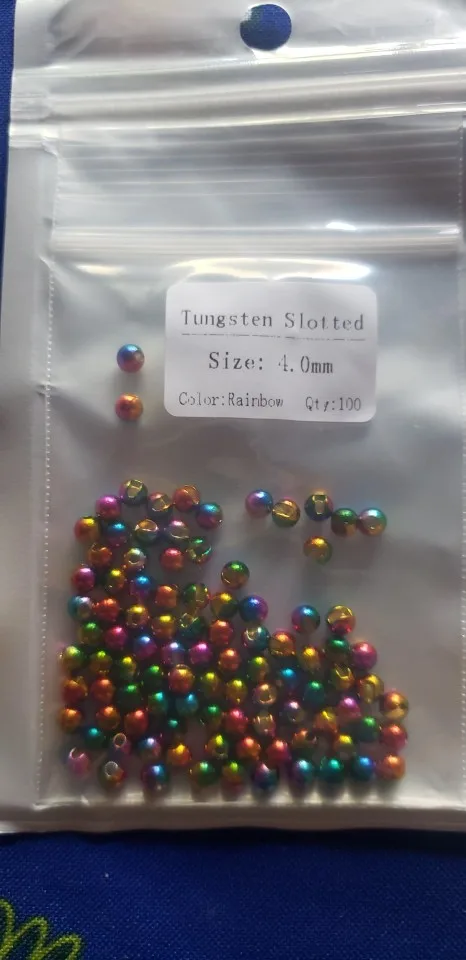 Tungsten Slotted
Size: 4.0mm
Color:Rainbow Qty:100